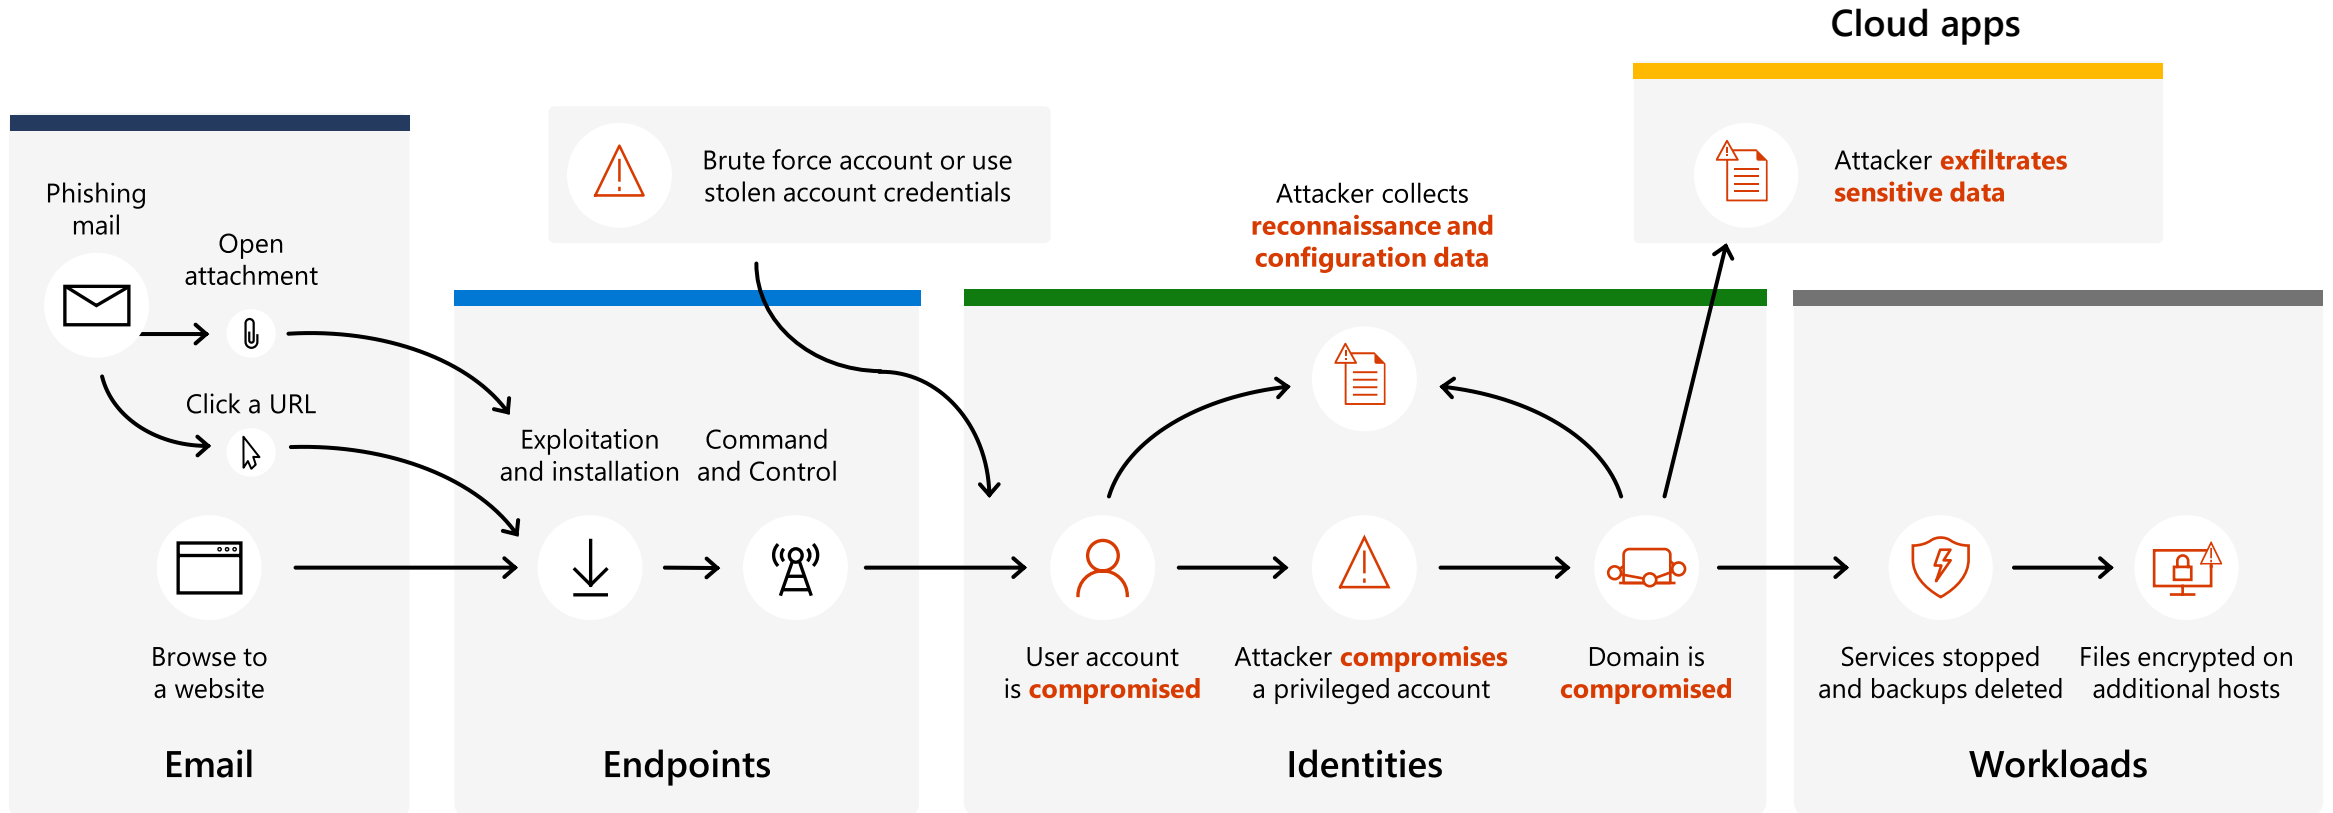 Cloud apps
Phishing
mail
Open
attachment
Click a URL
Browse to
a website
Email
Brute force account or use
stolen account credentials
Exploitation
and installation
Command
and Control
Endpoints
Attacker collects
reconnaissance and
configuration data
User account
is compromised
Attacker compromises
a privileged account
Domain is
compromised
Identities
Attacker exfiltrates
sensitive data
Services stopped
and backups deleted
Files encrypted on
additional hosts
Workloads